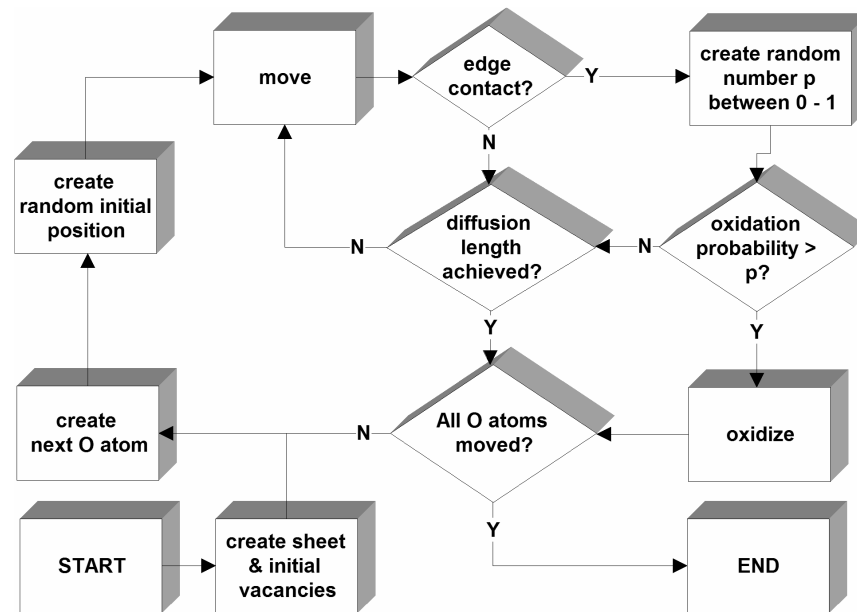 move
edge
contact?
Y
create random
number p
between 0 - 1
N
create
random initial
position
diffusion
length
achieved?
N
N
oxidation
probability >
p?
Y
Y
create
next O atom
N
All O atoms
moved?
oxidize
Y
START
create sheet
& initial
vacancies
END